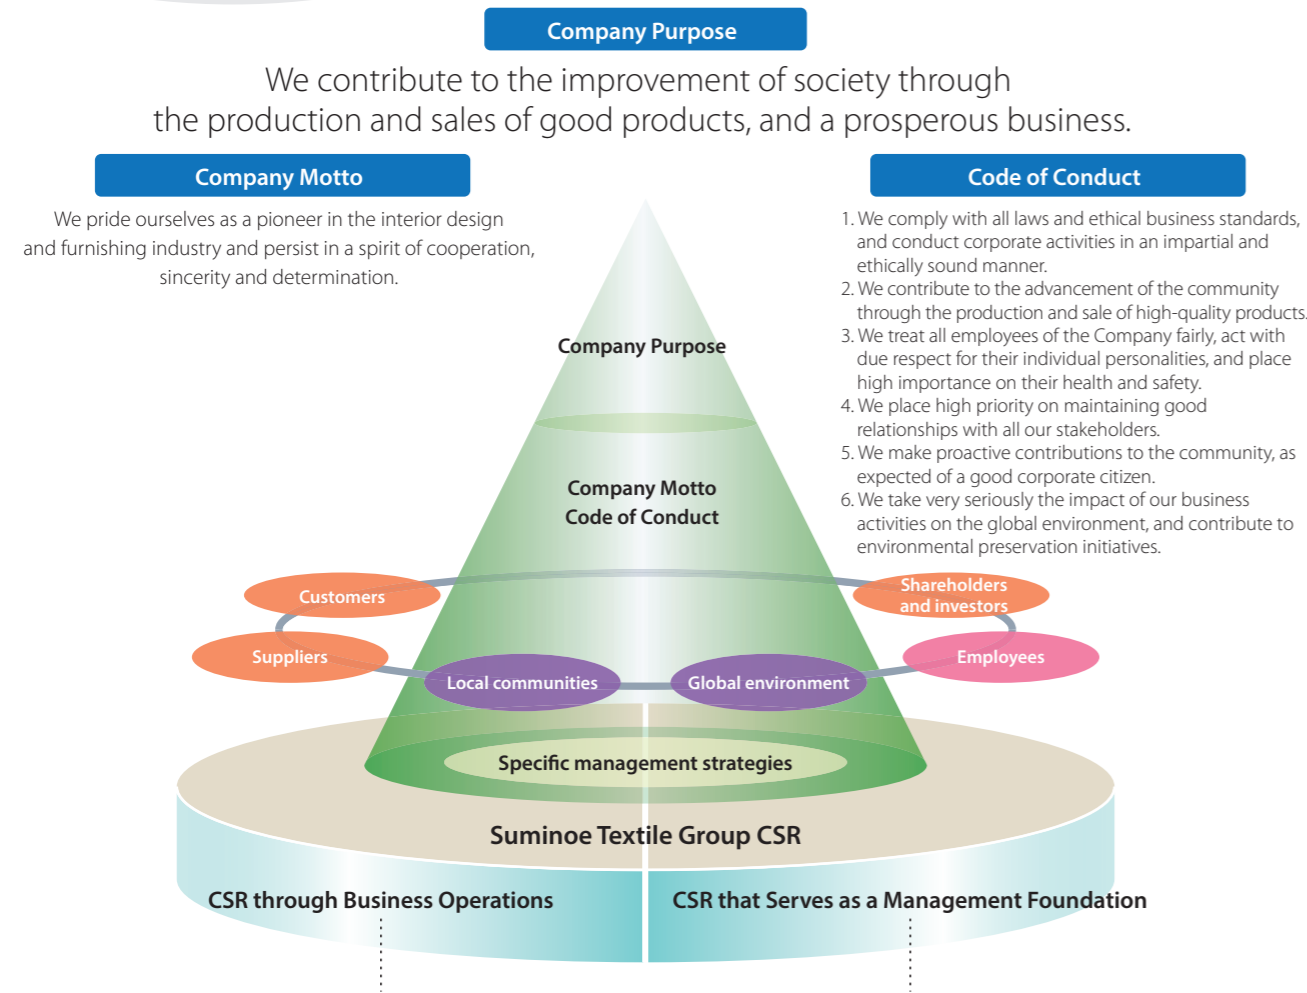 Company Purpose
We contribute to the improvement of society through
the production and sales of good products, and a prosperous business.
Company Motto
We pride ourselves as a pioneer in the interior design
and furnishing industry and persist in a spirit of cooperation,
sincerity and determination.
Code of Conduct
1. We comply with all laws and ethical business standards,
and conduct corporate activities in an impartial and
ethically sound manner.
2. We contribute to the advancement of the community
through the production and sale of high-quality products.
3. We treat all employees of the Company fairly, act with
due respect for their individual personalities, and place
high importance on their health and safety.
4. We place high priority on maintaining good
relationships with all our stakeholders.
5. We make proactive contributions to the community, as
expected of a good corporate citizen.
6. We take very seriously the impact of our business
activities on the global environment, and contribute to
environmental preservation initiatives.
Company Purpose
Company Motto
Code of Conduct
Customers
Shareholders
and investors
Suppliers
Employees
Local communities
Global environment
Specific management strategies
Suminoe Textile Group CSR
CSR through Business Operations
CSR that Serves as a Management Foundation